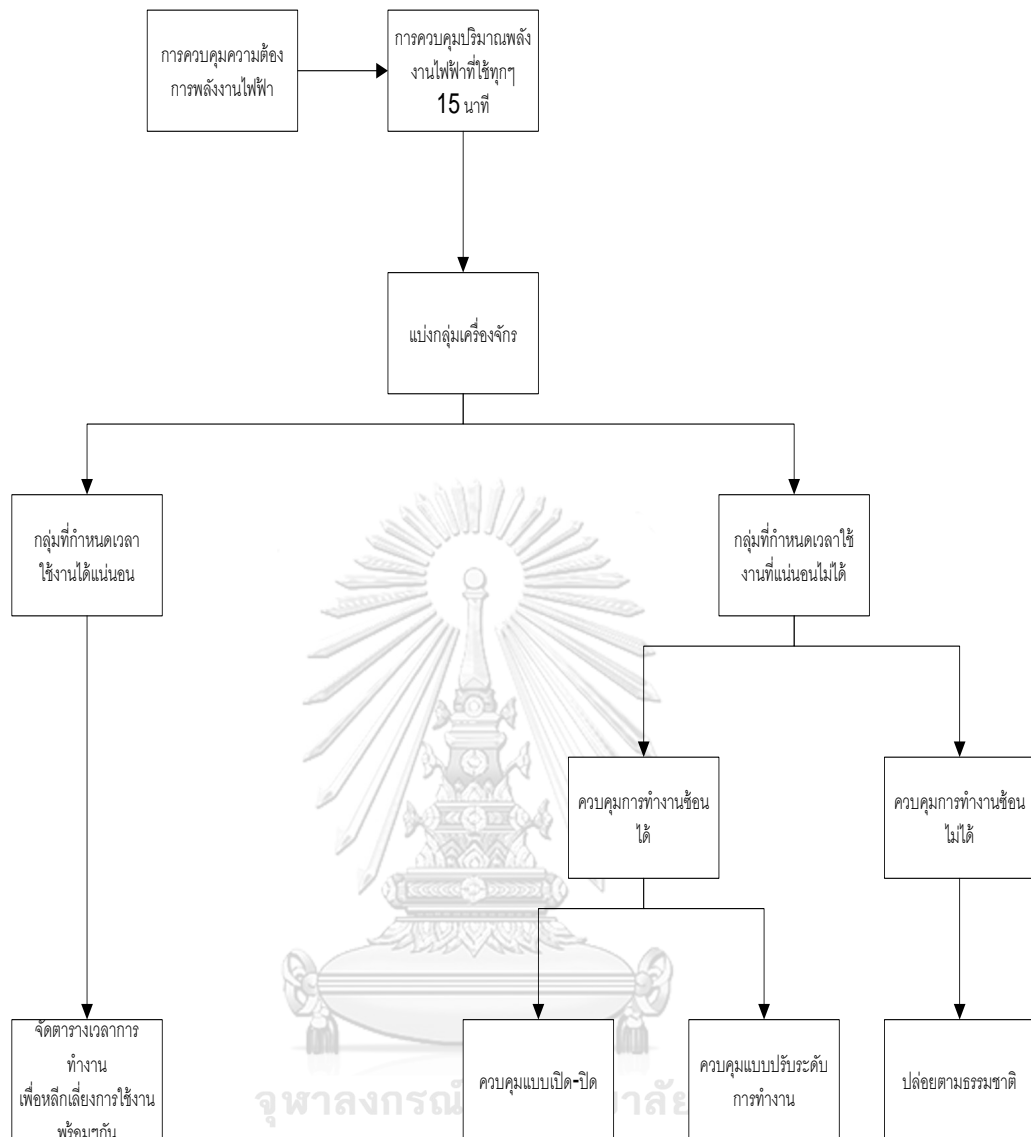 การควบคุมความต้อง
การพลังงานไฟฟ้า
การควบคุมปริมาณพลัง
งานไฟฟ้าที่ใช้ทุกๆ
15 นาที
แบ่งกลุ่มเครื่องจักร
กลุ่มที่กำหนดเวลา
ใช้งานได้แน่นอน
กลุ่มที่กำหนดเวลาใช้
งานที่แน่นอนไม่ได้
ควบคุมการทำงานซ้อน
ได้
ควบคุมการทำงานซ้อน
ไม่ได้
จัดตารางเวลาการ
ทำงาน
เพื่อหลีกเลี่ยงการใช้งาน
พร้อมๆกัน
ควบคุมแบบเปิด-ปิด
ควบคุมแบบปรับระดับ
การทำงาน
ปล่อยตามธรรมชาติ
จุฬาลงกรณ์